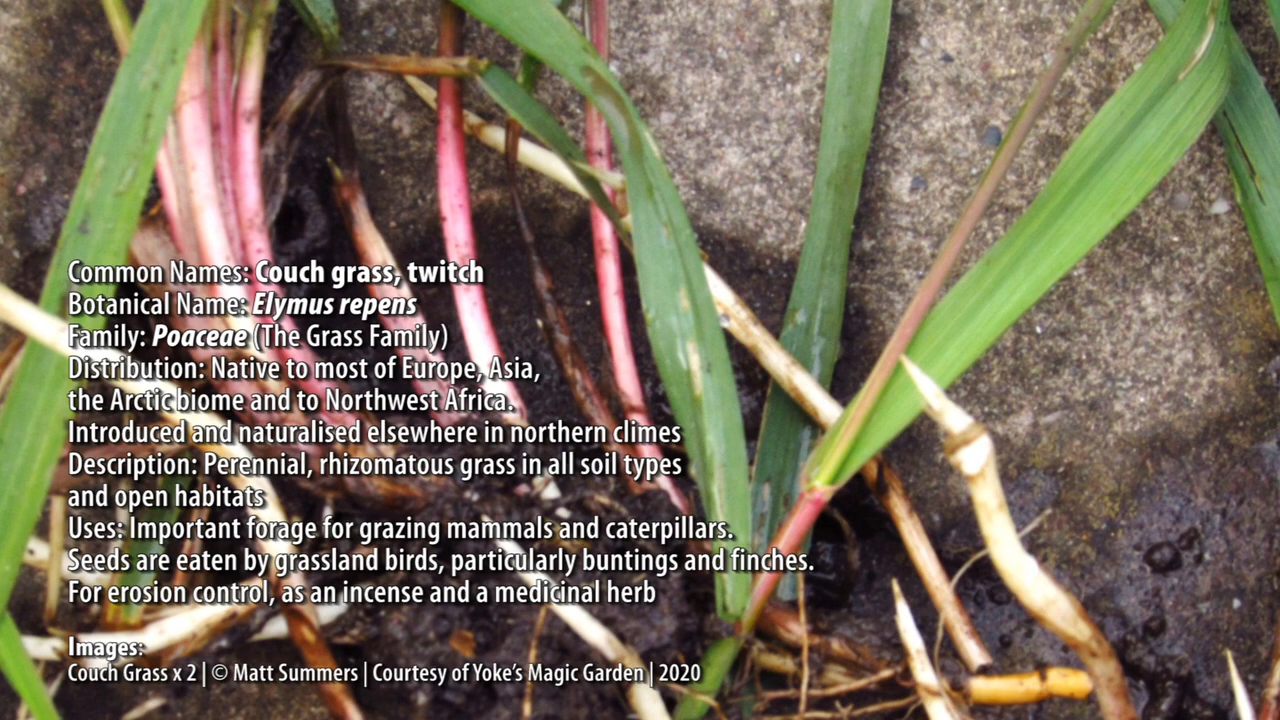 Common Names: Couch grass, twitch
Botanical Name: Elymus repens
Family: Poaceae (The Grass Family)
Distribution: Native to most of Europe, Asia,
the Arctic biome and to Northwest Africa.
Introduced and naturalised elsewhere in northern climes
Description: Perennial, rhizomatous grass in all soil types
and open habitats
Uses: Important forage for grazing mammals and caterpillars.
Seeds are eaten by grassland birds, particularly buntings and finches.
For erosion control, as an incense and a medicinal herb
Images:
Couch Grass x 2 | © Matt Summers | Courtesy of Yoke’s Magic Garden | 2020